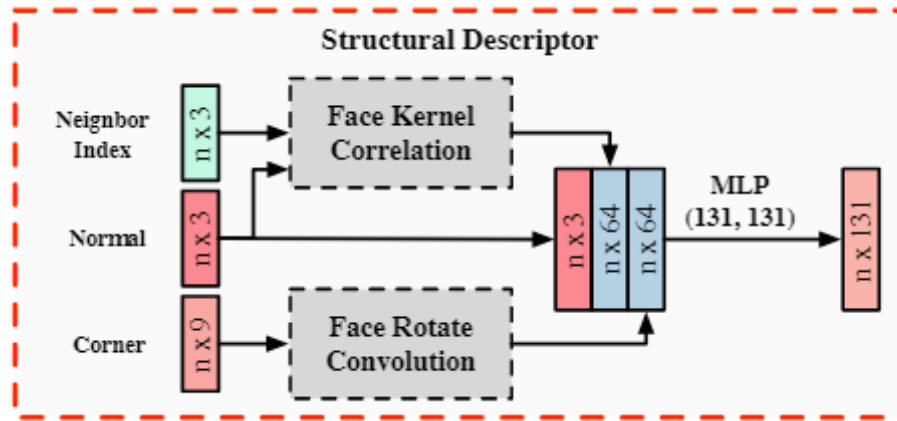 Structural Descriptor
Neignbor
Index
n x 3
Face Kernel
Correlation
Normal
n x 3
n x 3
n x 64
n x 64
MLP
(131, 131)
n x 131
Corner
n x 9
Face Rotate
Convolution